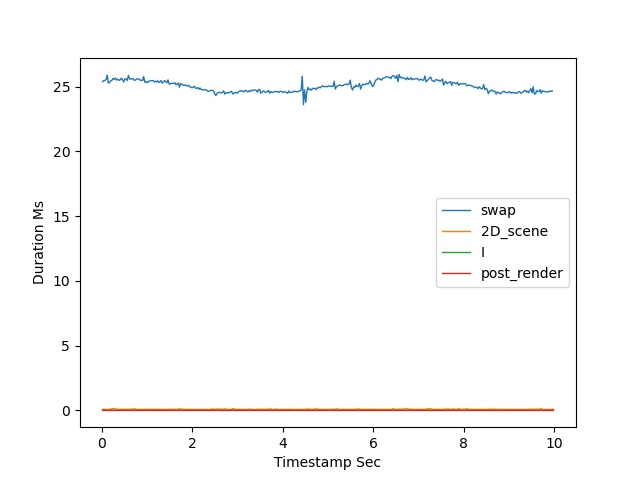 25
20
15
10
5
0
Duration Ms
swap
2D_scene
I
post_render
0 2 4 6 8 10
Timestamp Sec